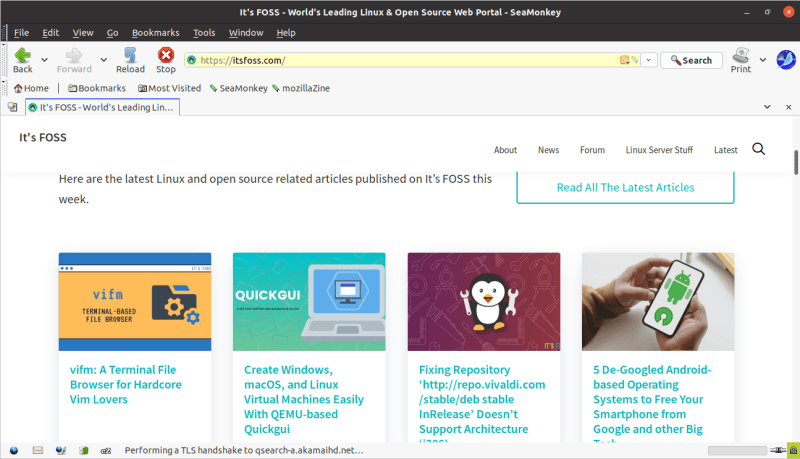 It's FOSS - World's Leading Linux & Open Source Web Portal - SeaMonkey
File Edit View Go Bookmarks Tools Window Help
Back Forward Reload Stop https://itsfoss.com/ Search Print
Home Bookmarks Most Visited SeaMonkey mozillaZine
It's FOSS - World's Leading Lin...
It's FOSS
About News Forum Linux Server Stuff Latest
Here are the latest Linux and open source related articles published on It's FOSS this
week.
Read All The Latest Articles
IT'S FOSS
vifm
TERMINAL-BASED
FILE BROWSER
QUICKGUI
IT'S F
vifm: A Terminal File
Browser for Hardcore
Vim Lovers
Create Windows,
macOS, and Linux
Virtual Machines Easily
With QEMU-based
Quickgui
Fixing Repository
‘http://repo.vivaldi.com
/stable/deb stable
InRelease’ Doesn’t
Support Architecture
‘i386’
5 De-Googled Android-
based Operating
Systems to Free Your
Smartphone from
Google and other Big
Tech
Performing a TLS handshake to qsearch-a.akamaihd.net...